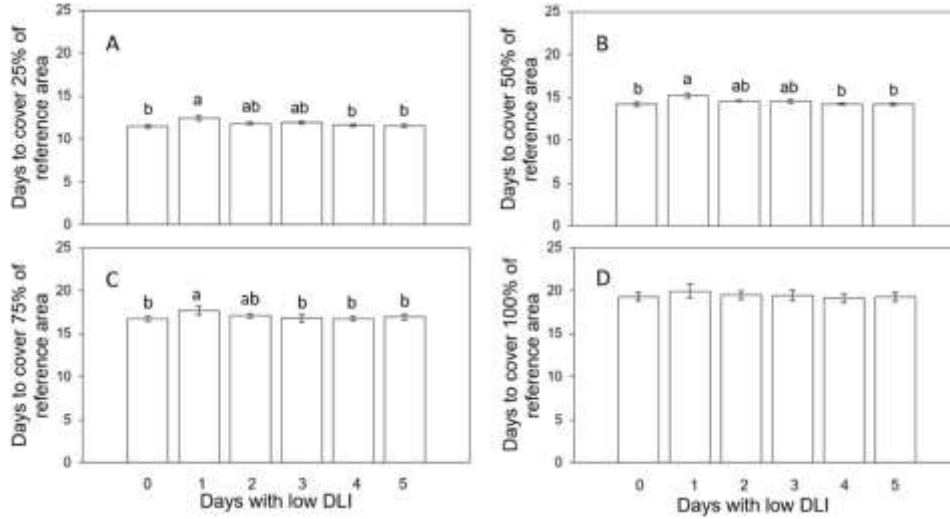 Days to cover 25% of
reference area
25
20
15
10
5
0
A
b a ab ab b b
Days to cover 50% of
reference area
25
20
15
10
5
0
B
b a ab ab b b
Days to cover 75% of
reference area
25
20
15
10
5
0
C
b a ab b b b
0 1 2 3 4 5
Days with low DLI
Days to cover 100% of
reference area
25
20
15
10
5
0
D
0 1 2 3 4 5
Days with low DLI